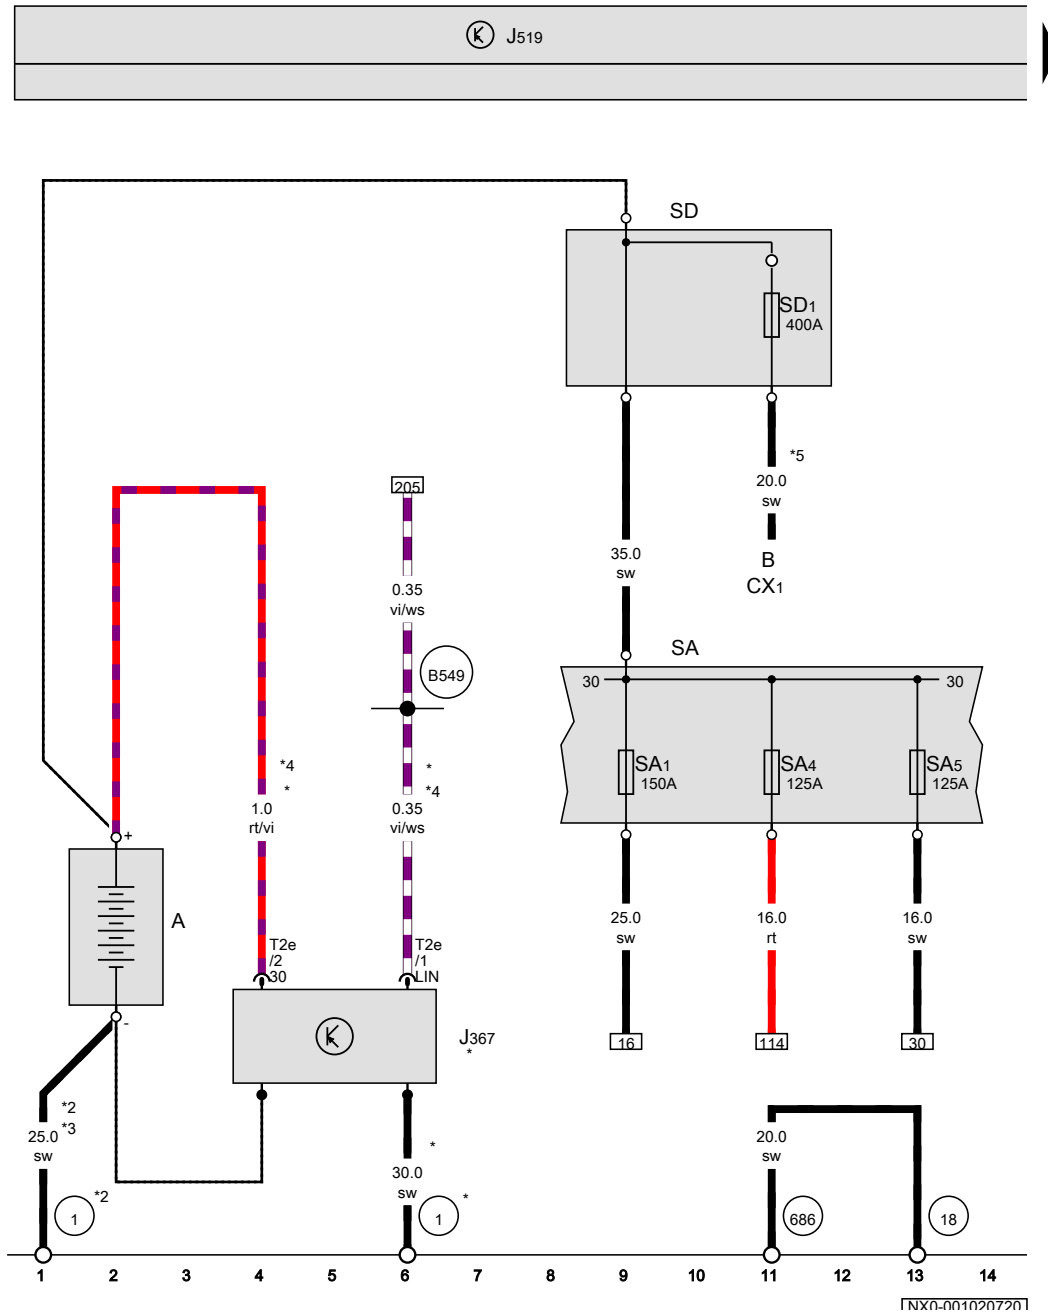 J519
SD
SD1
400A
*5
20.0
sw
B
CX1
205
35.0
sw
0.35
vi/ws
SA
B549
30
30
*4
*
*
*4
SA1
150A
SA4
125A
SA5
125A
1.0
rt/vi
0.35
vi/ws
+
A
25.0
sw
16.0
rt
16.0
sw
T2e
/2
30
T2e
/1
LIN
-
J367
*
16
114
30
*2
*3
25.0
sw
*
30.0
sw
20.0
sw
*2
*
1
1
686
18
1 2 3 4 5 6 7 8 9 10 11 12 13 14
NX0-001020720